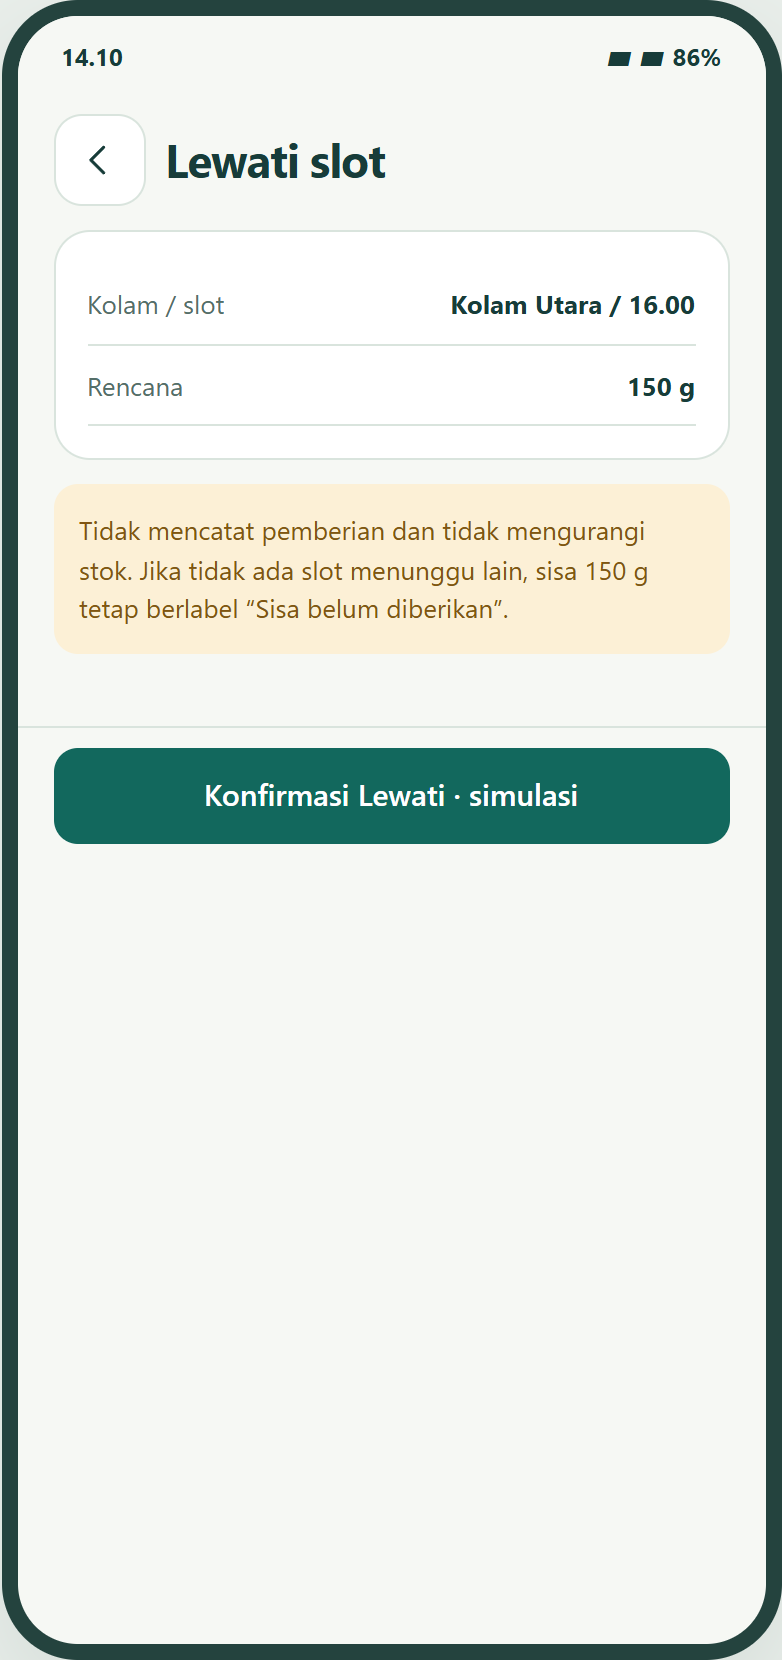 14.10
86%
Lewati slot
Kolam / slot
Kolam Utara / 16.00
Rencana
150 g
Tidak mencatat pemberian dan tidak mengurangi
stok. Jika tidak ada slot menunggu lain, sisa 150 g
tetap berlabel “Sisa belum diberikan”.
Konfirmasi Lewati · simulasi